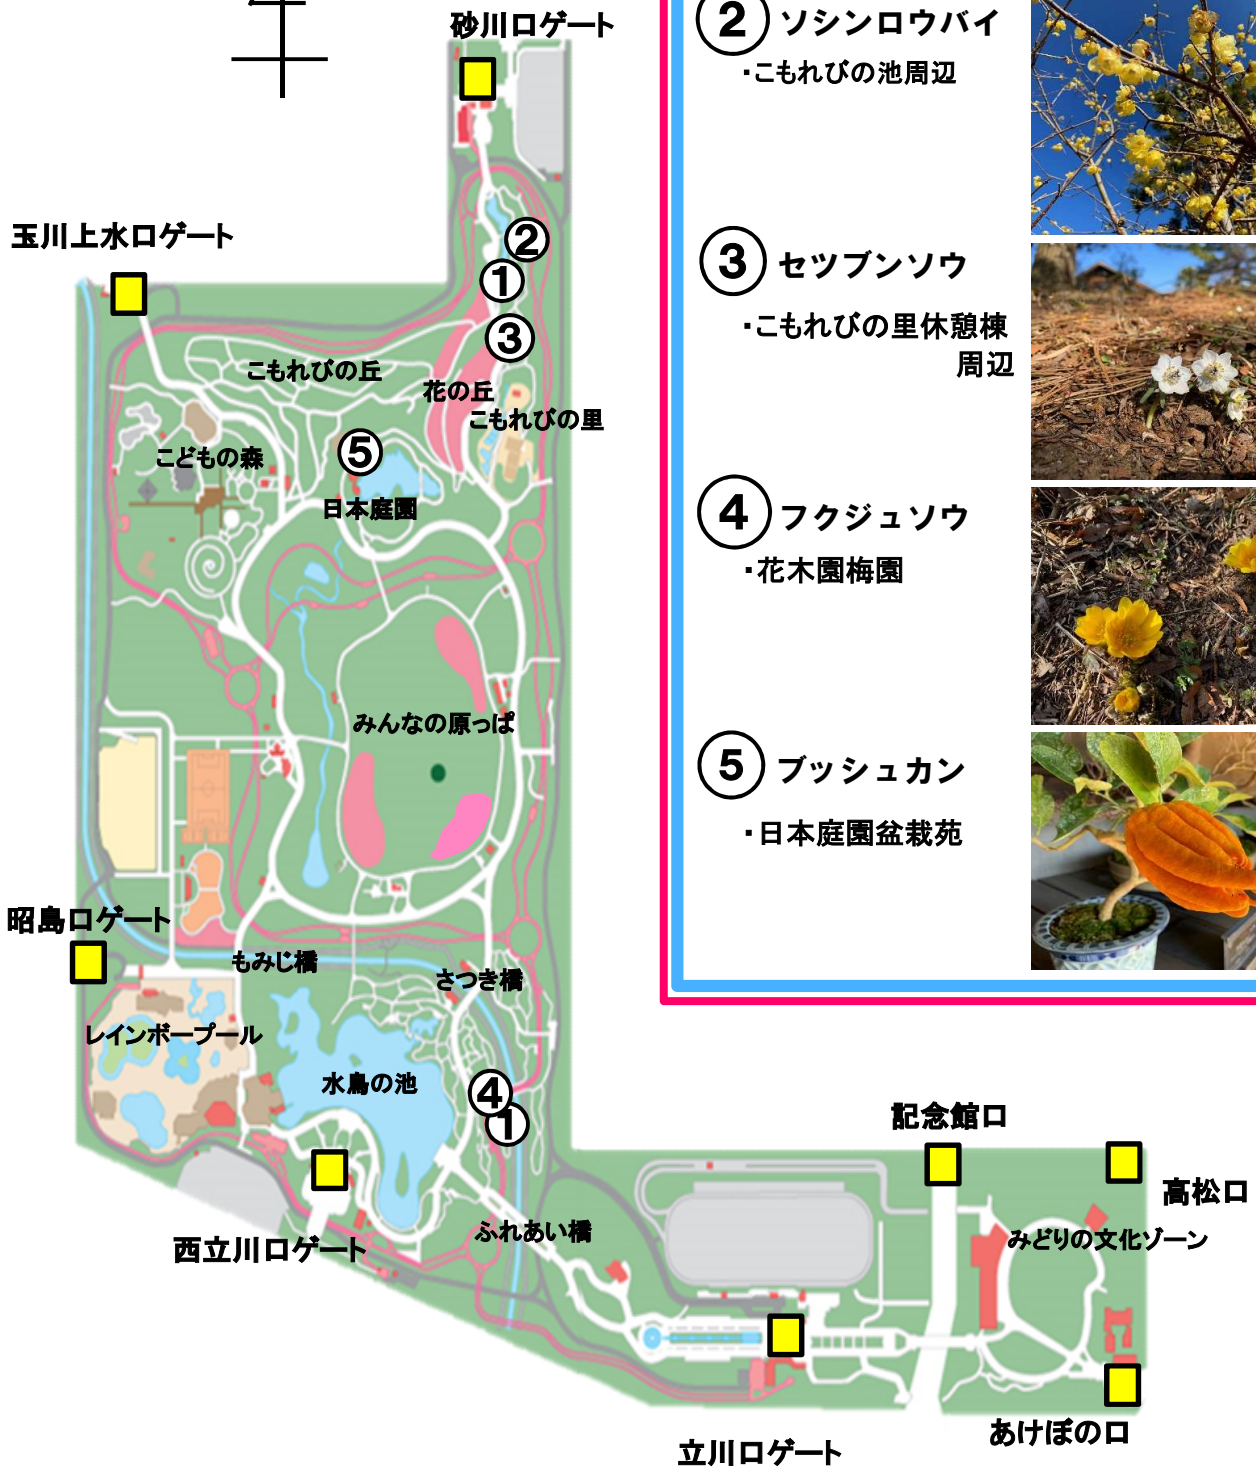 砂川口ゲート
玉川上水口ゲート
②
①
③
こもれびの丘
花の丘
こもれびの里
こどもの森
⑤
日本庭園
みんなの原っぱ
昭島口ゲート
もみじ橋
さつき橋
レインボープール
水鳥の池
④
①
西立川口ゲート
ふれあい橋
記念館口
高松口
みどりの文化ゾーン
あけぼの口
立川口ゲート
② ソシンロウバイ
・こもれびの池周辺
③ セツブンソウ
・こもれびの里休憩棟
周辺
④ フクジュソウ
・花木園梅園
⑤ ブッシュカン
・日本庭園盆栽苑